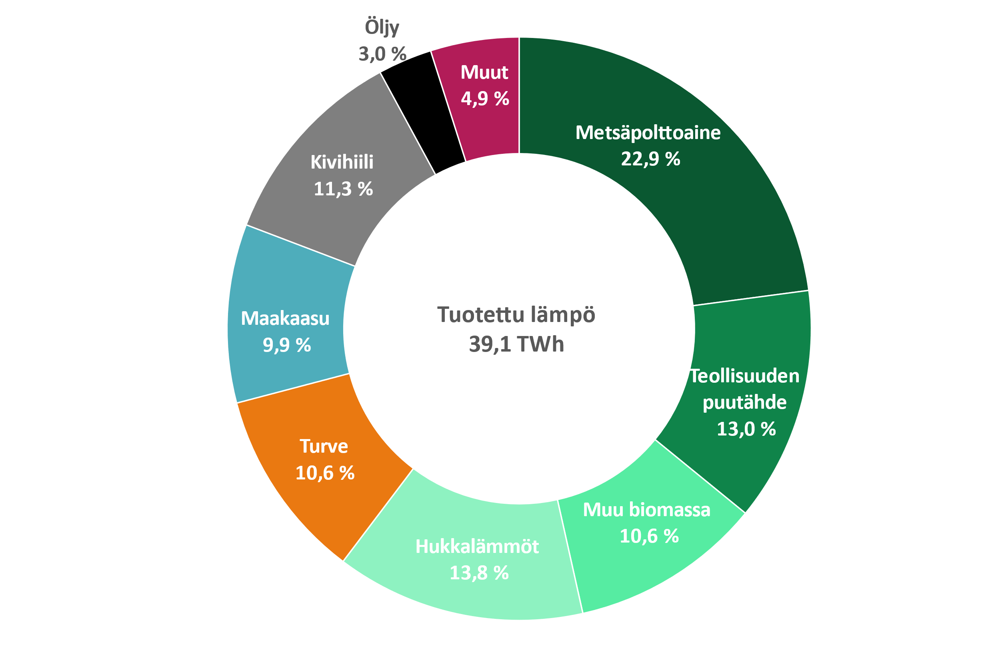 Öljy
3,0 %
Muut
4,9 %
Metsäpolttoaine
22,9 %
Kivihiili
11,3 %
Tuotettu lämpö
39,1 TWh
Maakaasu
9,9 %
Teollisuuden
puutähde
13,0 %
Turve
10,6 %
Muu biomassa
10,6 %
Hukkalämmöt
13,8 %